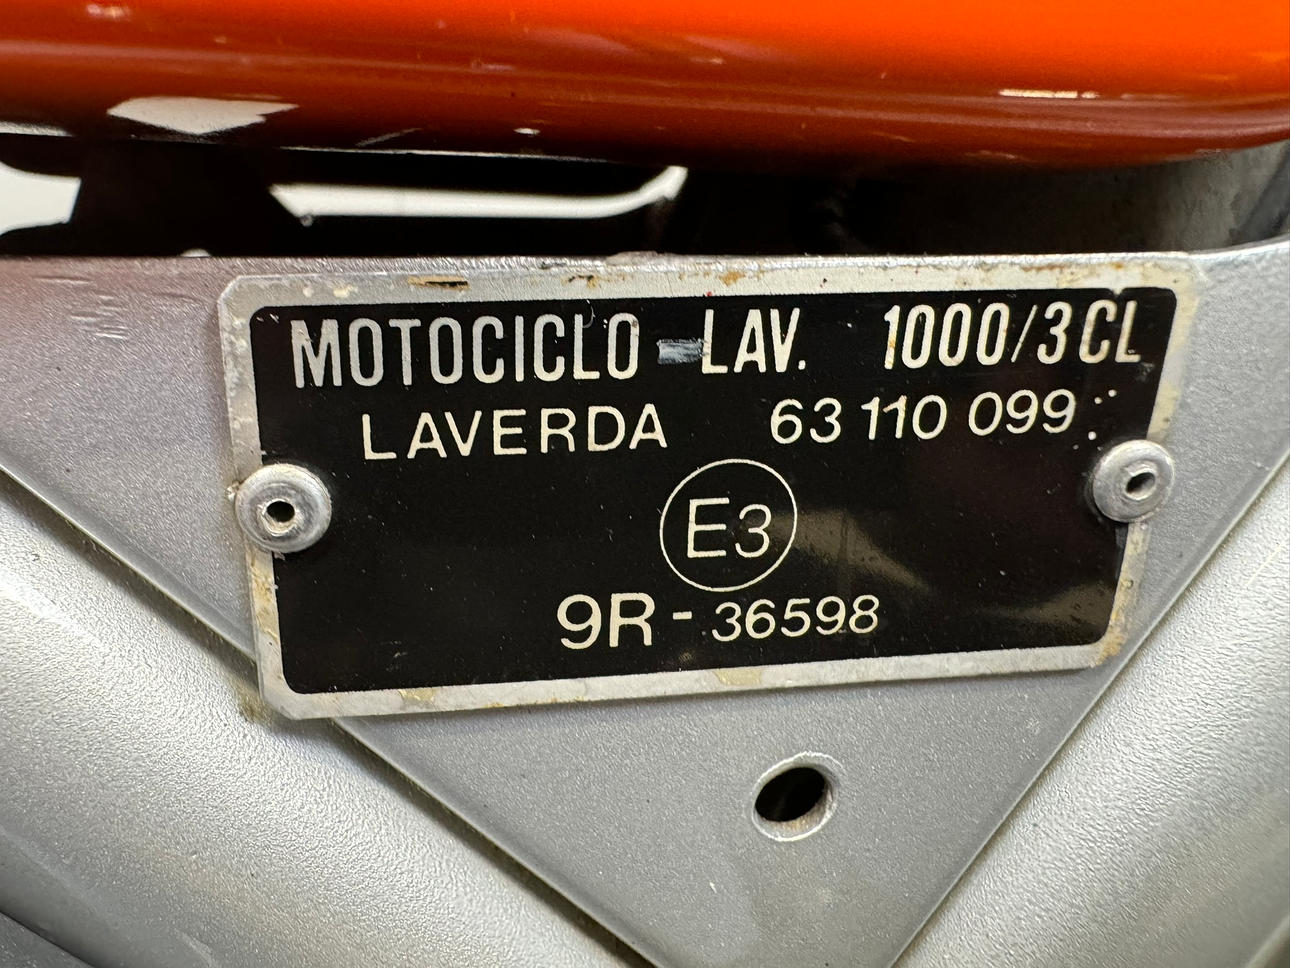 MOTOCICLO - LAV. 1000/3CL
LAVERDA 63 110 099
E3
9R - 36598